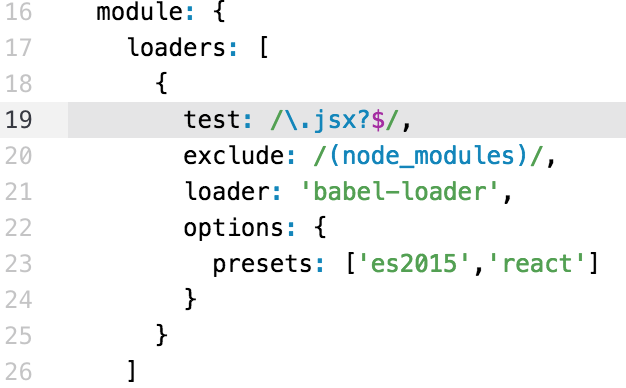 16    module: {
17      loaders: [
18        {
19          test: /\.jsx?$/,
20          exclude: /(node_modules)/,
21          loader: 'babel-loader',
22          options: {
23            presets: ['es2015','react']
24          }
25        }
26      ]